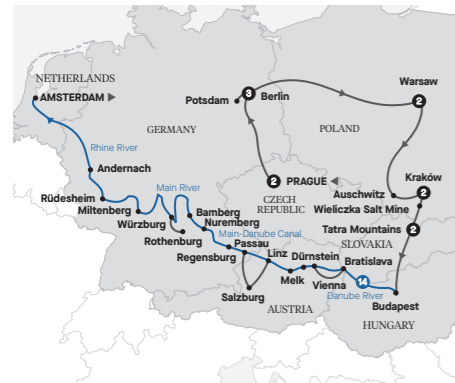 NETHERLANDS
AMSTERDAM
Warsaw
2
3
Berlin
Potsdam
GERMANY
POLAND
Rhine River
Andernach
2
PRAGUE
CZECH
REPUBLIC
Auschwitz
Kraków
2
Wieliczka Salt Mine
Main River
Rüdesheim
Miltenberg
Würzburg
Rothenburg
Bamberg
Nuremberg
Main-Danube Canal
Tatra Mountains
2
SLOVAKIA
Regensburg
Passau
Linz
Dürnstein
Bratislava
Melk
Vienna
14
Danube River
Salzburg
AUSTRIA
Budapest
HUNGARY